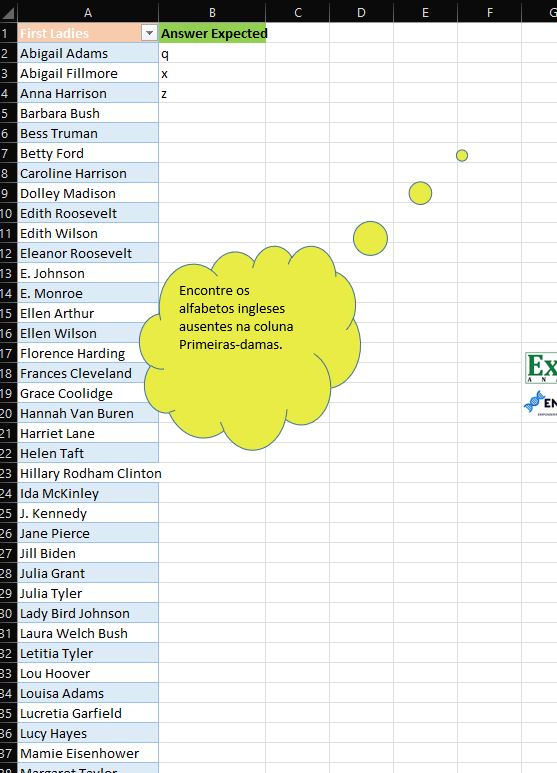 A B C D E F G
1 First Ladies Answer Expected
2 Abigail Adams q
3 Abigail Fillmore x
4 Anna Harrison z
5 Barbara Bush
6 Bess Truman
7 Betty Ford
8 Caroline Harrison
9 Dolley Madison
10 Edith Roosevelt
11 Edith Wilson
12 Eleanor Roosevelt
13 E. Johnson
14 E. Monroe
15 Ellen Arthur
16 Ellen Wilson
17 Florence Harding
18 Frances Cleveland
19 Grace Coolidge
20 Hannah Van Buren
21 Harriet Lane
22 Helen Taft
23 Hillary Rodham Clinton
24 Ida McKinley
25 J. Kennedy
26 Jane Pierce
27 Jill Biden
28 Julia Grant
29 Julia Tyler
30 Lady Bird Johnson
31 Laura Welch Bush
32 Letitia Tyler
33 Lou Hoover
34 Louisa Adams
35 Lucretia Garfield
36 Lucy Hayes
37 Mamie Eisenhower
38 Margaret Taylor
Encontre os
alfabetos ingleses
ausentes na coluna
Primeiras-damas.
Ex
A N A
EN